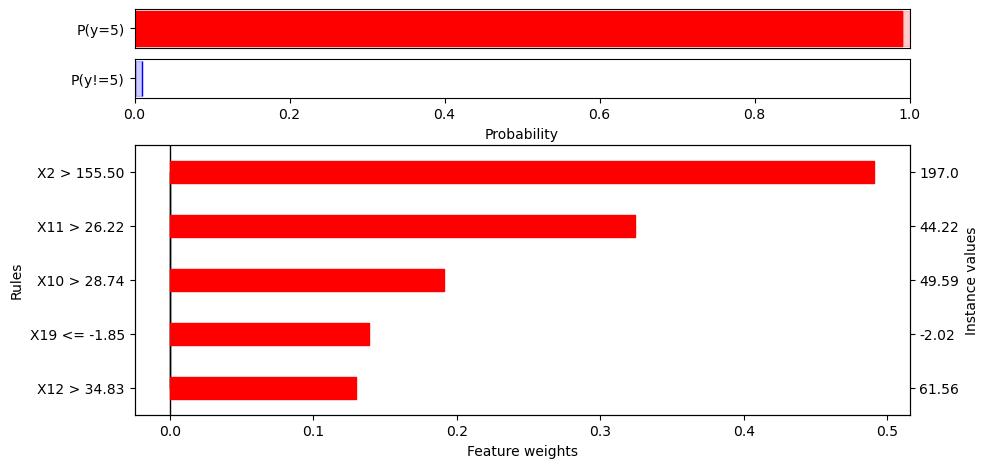 P(y=5)
P(y!=5)
0.0 0.2 0.4 0.6 0.8 1.0
Probability
X2 > 155.50 197.0
X11 > 26.22 44.22
X10 > 28.74 49.59
X19 <= -1.85 -2.02
X12 > 34.83 61.56
Rules
Instance values
0.0 0.1 0.2 0.3 0.4 0.5
Feature weights